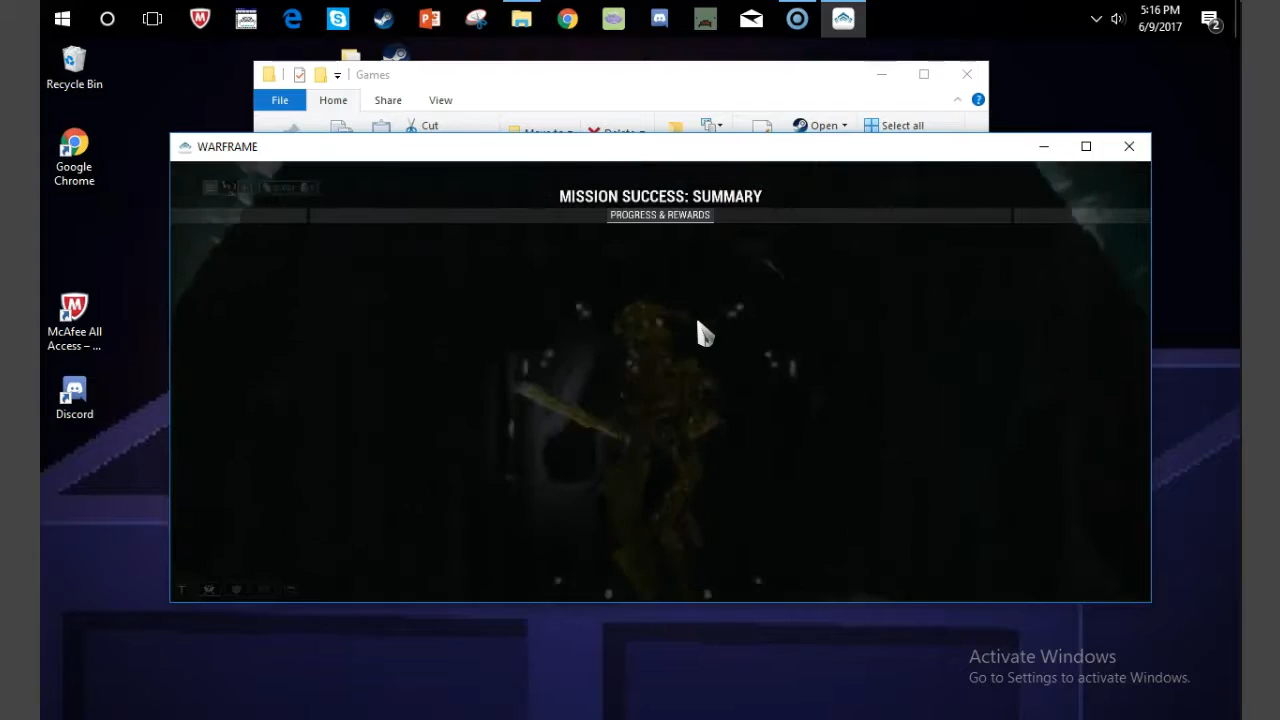 5:16 PM
6/9/2017
2
Recycle Bin
Games
File Home Share View
Cut
Open Select all
Google
Chrome
WARFRAME
MISSION SUCCESS: SUMMARY
PROGRESS & REWARDS
McAfee All
Access – ...
Discord
Activate Windows
Go to Settings to activate Windows.